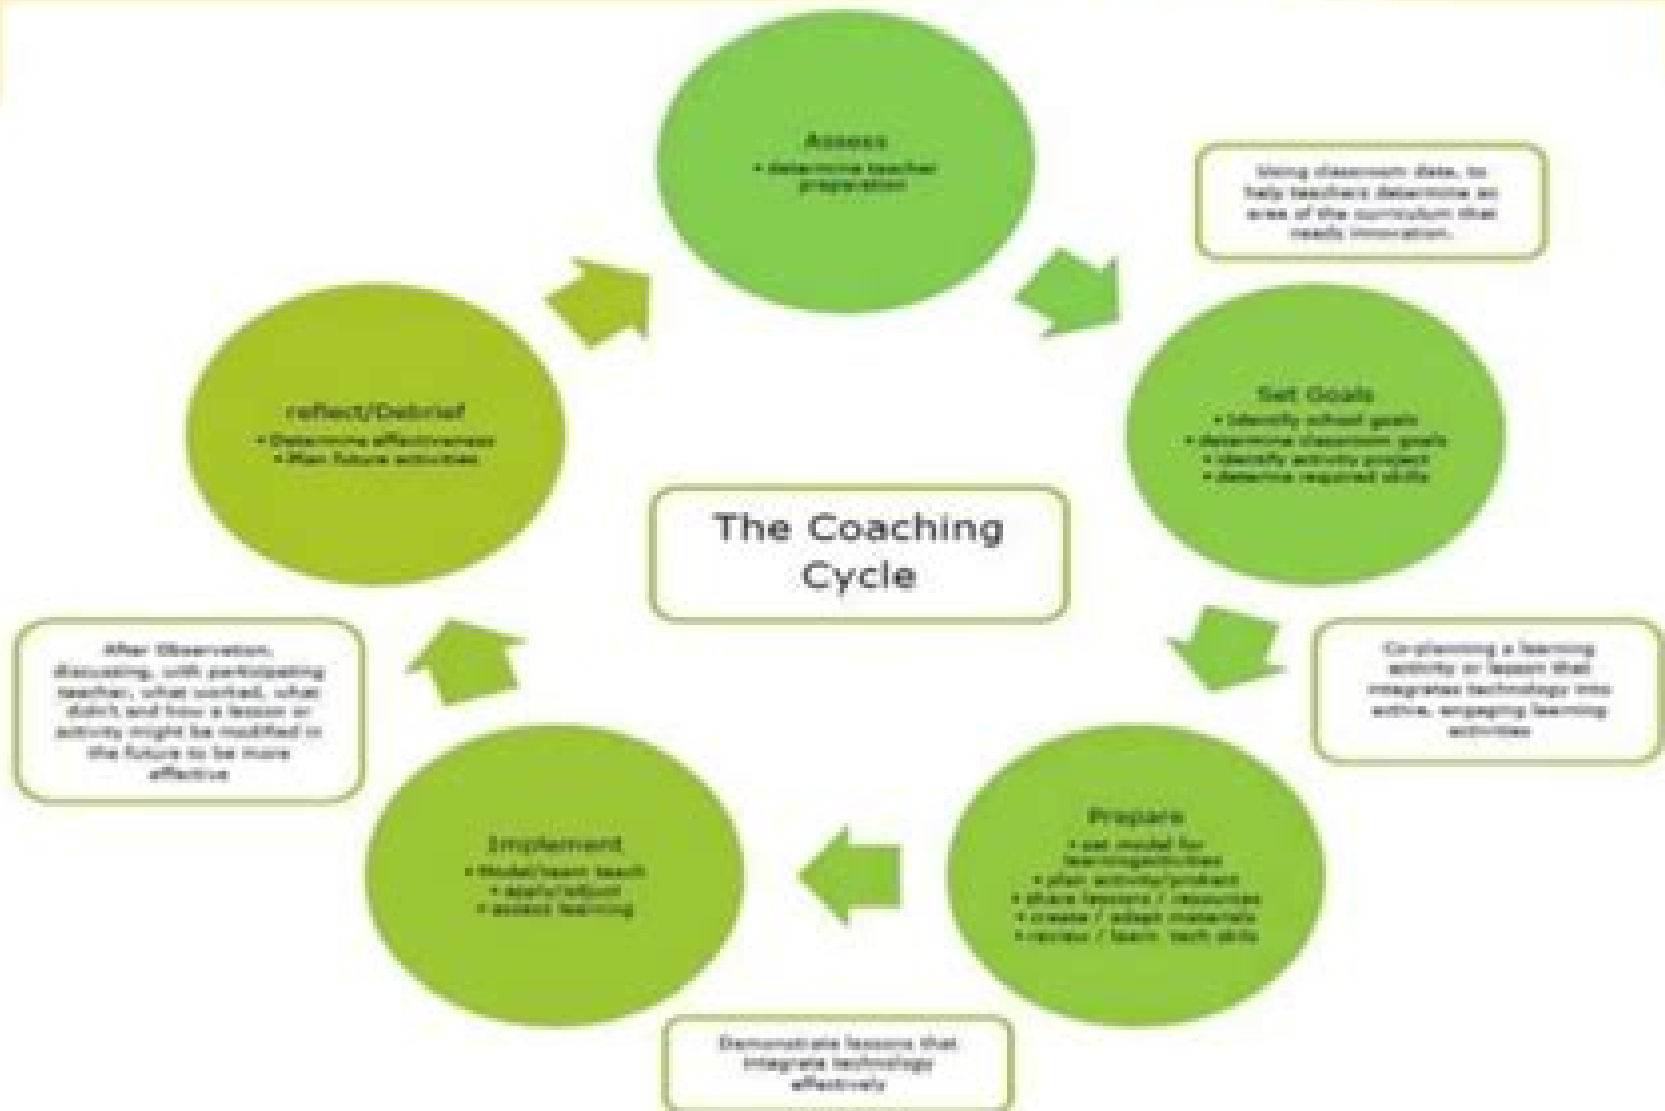 Assess
• determine teacher
preparation
Using classroom data, to
help teachers determine an
area of the curriculum that
needs innovation.
Set Goals
• Identify school goals
• determine classroom goals
• identify activity project
• determine required skills
Co-planning a learning
activity or lesson that
integrates technology into
active, engaging learning
activities
Prepare
• set model for
• share lessons / resources
• create / adapt materials
• review / learn tech skills
Demonstrate lessons that
integrate technology
effectively
Implement
• Model/team teach
• apply/adjust
• assess learning
After Observation,
discussing, with participating
teacher, what worked, what
didn't and how a lesson or
activity might be modified in
the future to be more
effective
reflect/Debrief
• Determine effectiveness
• Plan future activities
The Coaching
Cycle